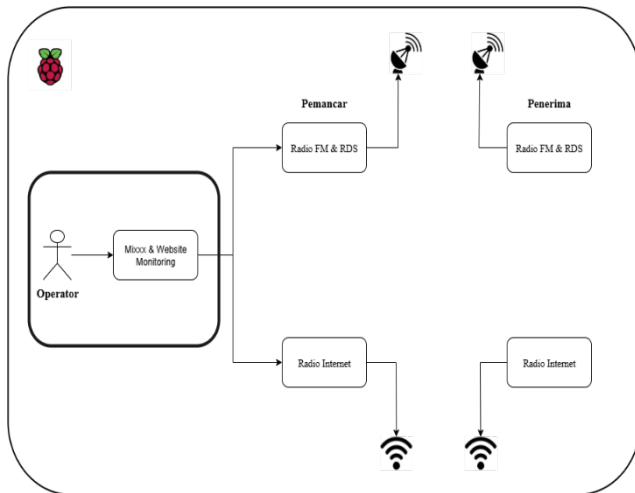 Pemancar
Penerima
Radio FM & RDS
Radio FM & RDS
Mixxx & Website
Monitoring
Operator
Radio Internet
Radio Internet